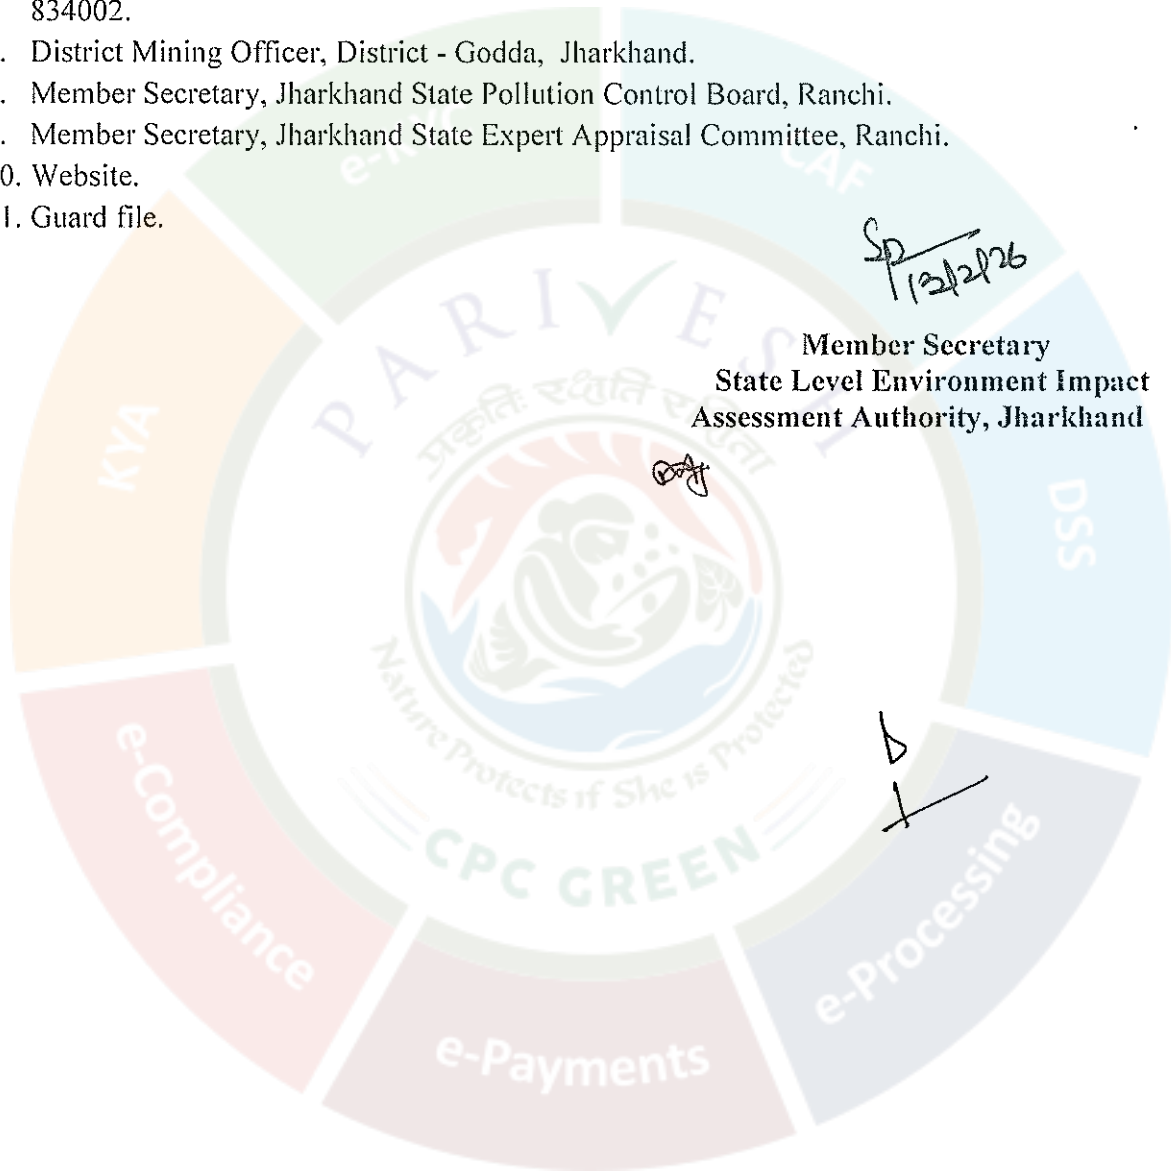 834002.
. District Mining Officer, District - Godda, Jharkhand.
. Member Secretary, Jharkhand State Pollution Control Board, Ranchi.
. Member Secretary, Jharkhand State Expert Appraisal Committee, Ranchi.
0. Website.
1. Guard file.
13/2/26
Member Secretary
State Level Environment Impact
Assessment Authority, Jharkhand
PARIVESH
CAF
KYA
DSS
प्रकृतिः रक्षति रक्षिता
Nature Protects if She is Protected
CPC GREEN
e-Compliance
e-Processing
e-Payments